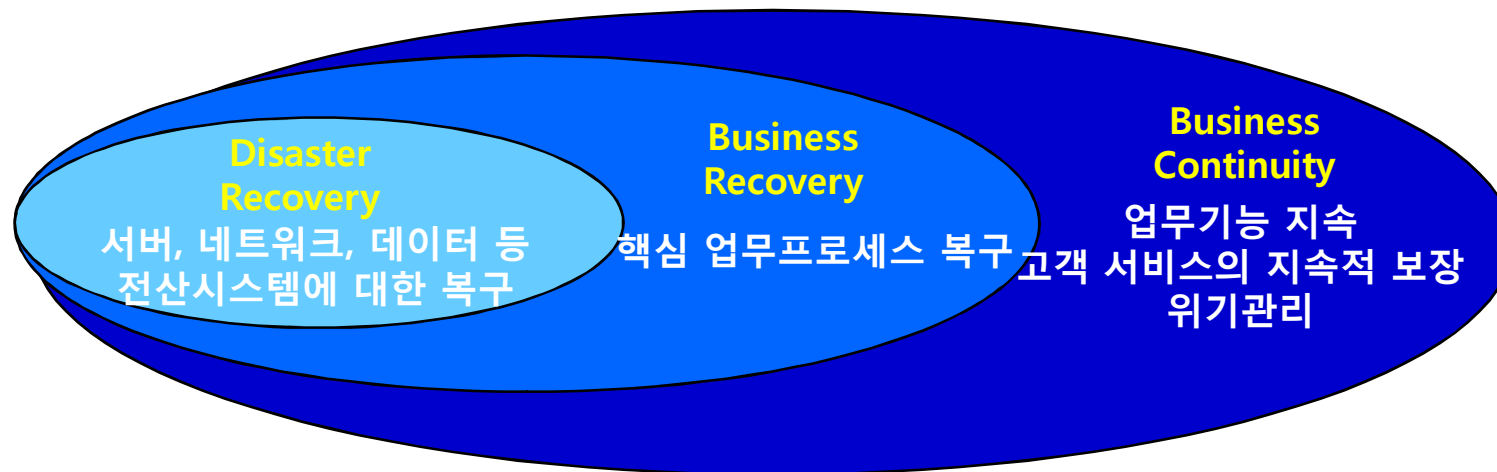 Disaster
Recovery
서버, 네트워크, 데이터 등
전산시스템에 대한 복구
Business
Recovery
핵심 업무프로세스 복구
Business
Continuity
업무기능 지속
고객 서비스의 지속적 보장
위기관리